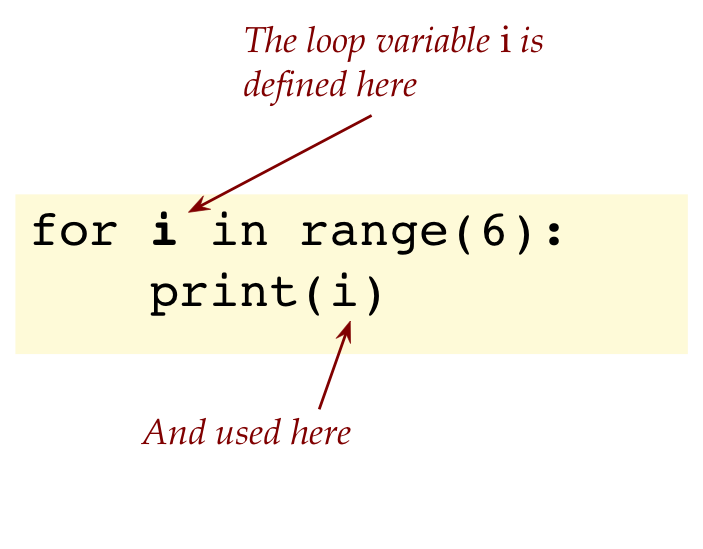 The loop variable i is
defined here
for i in range(6):
    print(i)
And used here